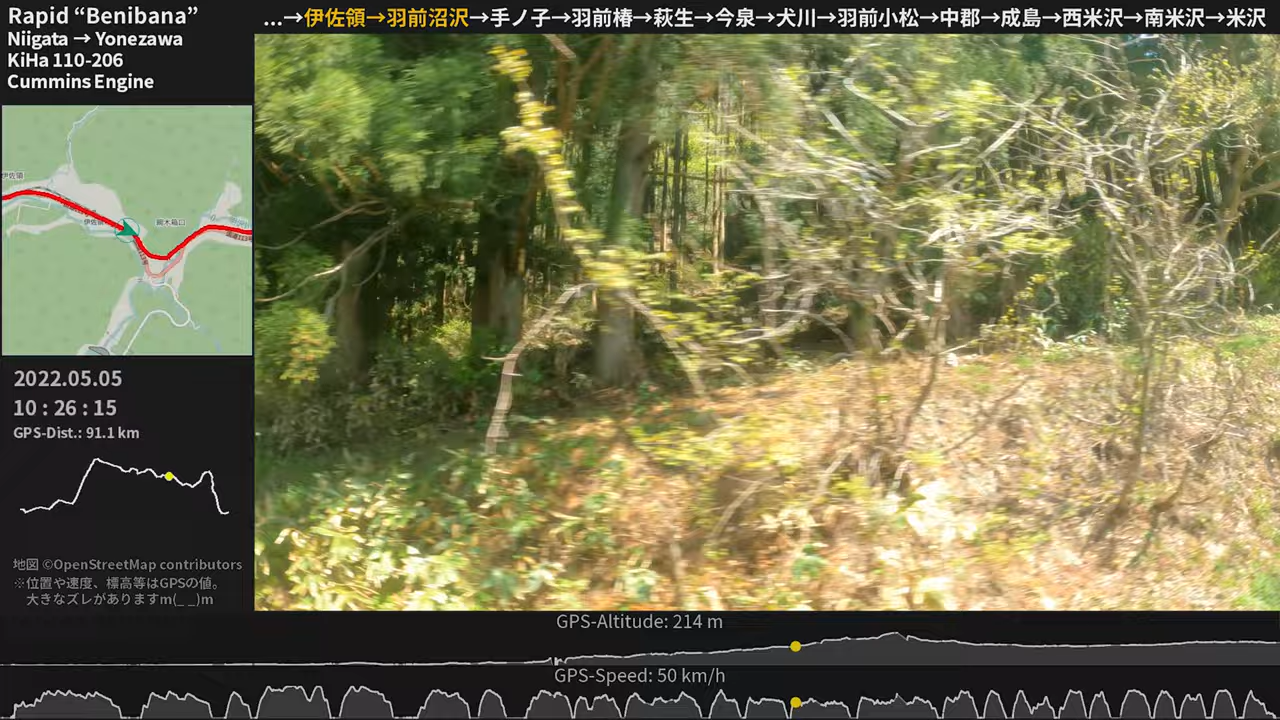 Rapid “Benibana”
Niigata → Yonezawa
KiHa 110-206
Cummins Engine
...→伊佐領→羽前沼沢→手ノ子→羽前椿→萩生→今泉→犬川→羽前小松→中郡→成島→西米沢→南米沢→米沢
伊佐領
2022.05.05
10 : 26 : 15
GPS-Dist.: 91.1 km
地図 ©OpenStreetMap contributors
※位置や速度、標高等はGPSの値。
大きなズレがありますm(_ _)m
GPS-Altitude: 214 m
GPS-Speed: 50 km/h